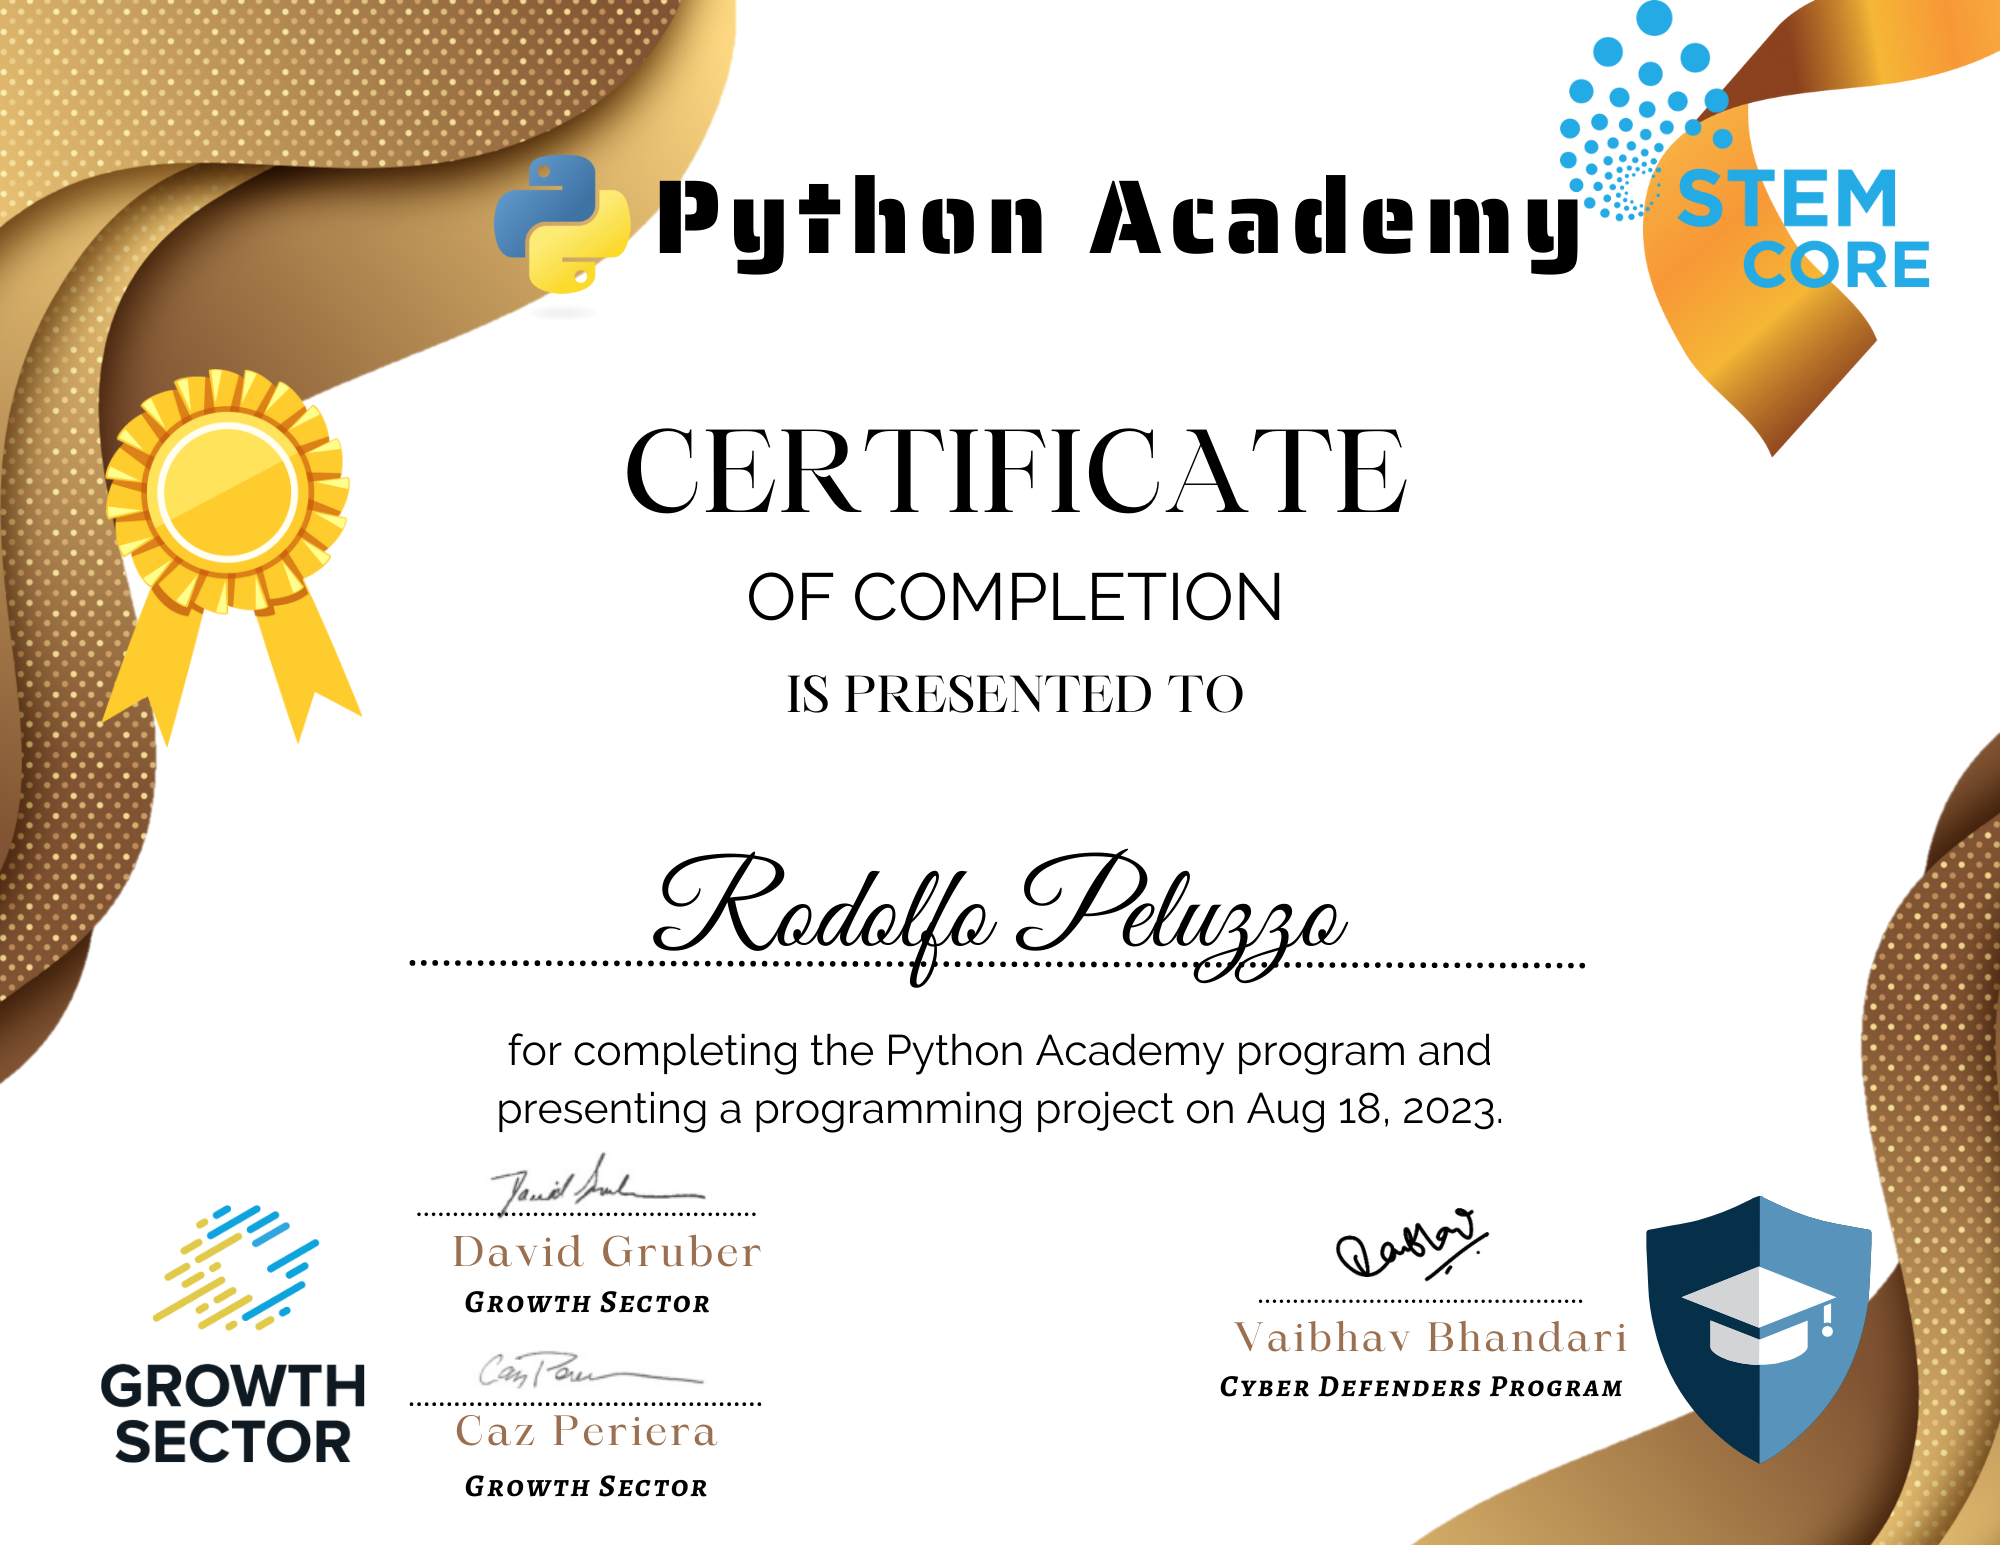 Python Academy
STEM
CORE
CERTIFICATE
OF COMPLETION
IS PRESENTED TO
Rodolfo Peluzzo
for completing the Python Academy program and
presenting a programming project on Aug 18, 2023.
David Gruber
Growth Sector
Caz Periera
Growth Sector
GROWTH
SECTOR
Vaibhav
Vaibhav Bhandari
Cyber Defenders Program